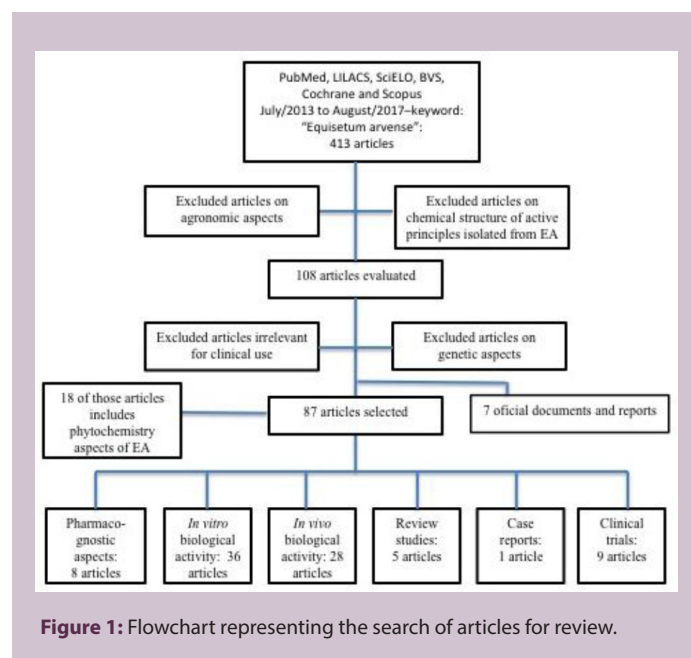 PubMed, LILACS, SciELO, BVS,
Cochrane and Scopus
July/2013 to August/2017–keyword:
"Equisetum arvense":
413 articles
Excluded articles on
agronomic aspects
Excluded articles on
chemical structure of active
principles isolated from EA
108 articles evaluated
Excluded articles irrelevant
for clinical use
Excluded articles on
genetic aspects
18 of those articles
includes
phytochemistry
aspects of EA
87 articles selected
7 oficial documents and reports
Pharmaco-
gnostic
aspects:
8 articles
In vitro
biological
activity: 36
articles
In vivo
biological
activity: 28
articles
Review
studies:
5 articles
Case
reports:
1 article
Clinical
trials:
9 articles
Figure 1: Flowchart representing the search of articles for review.